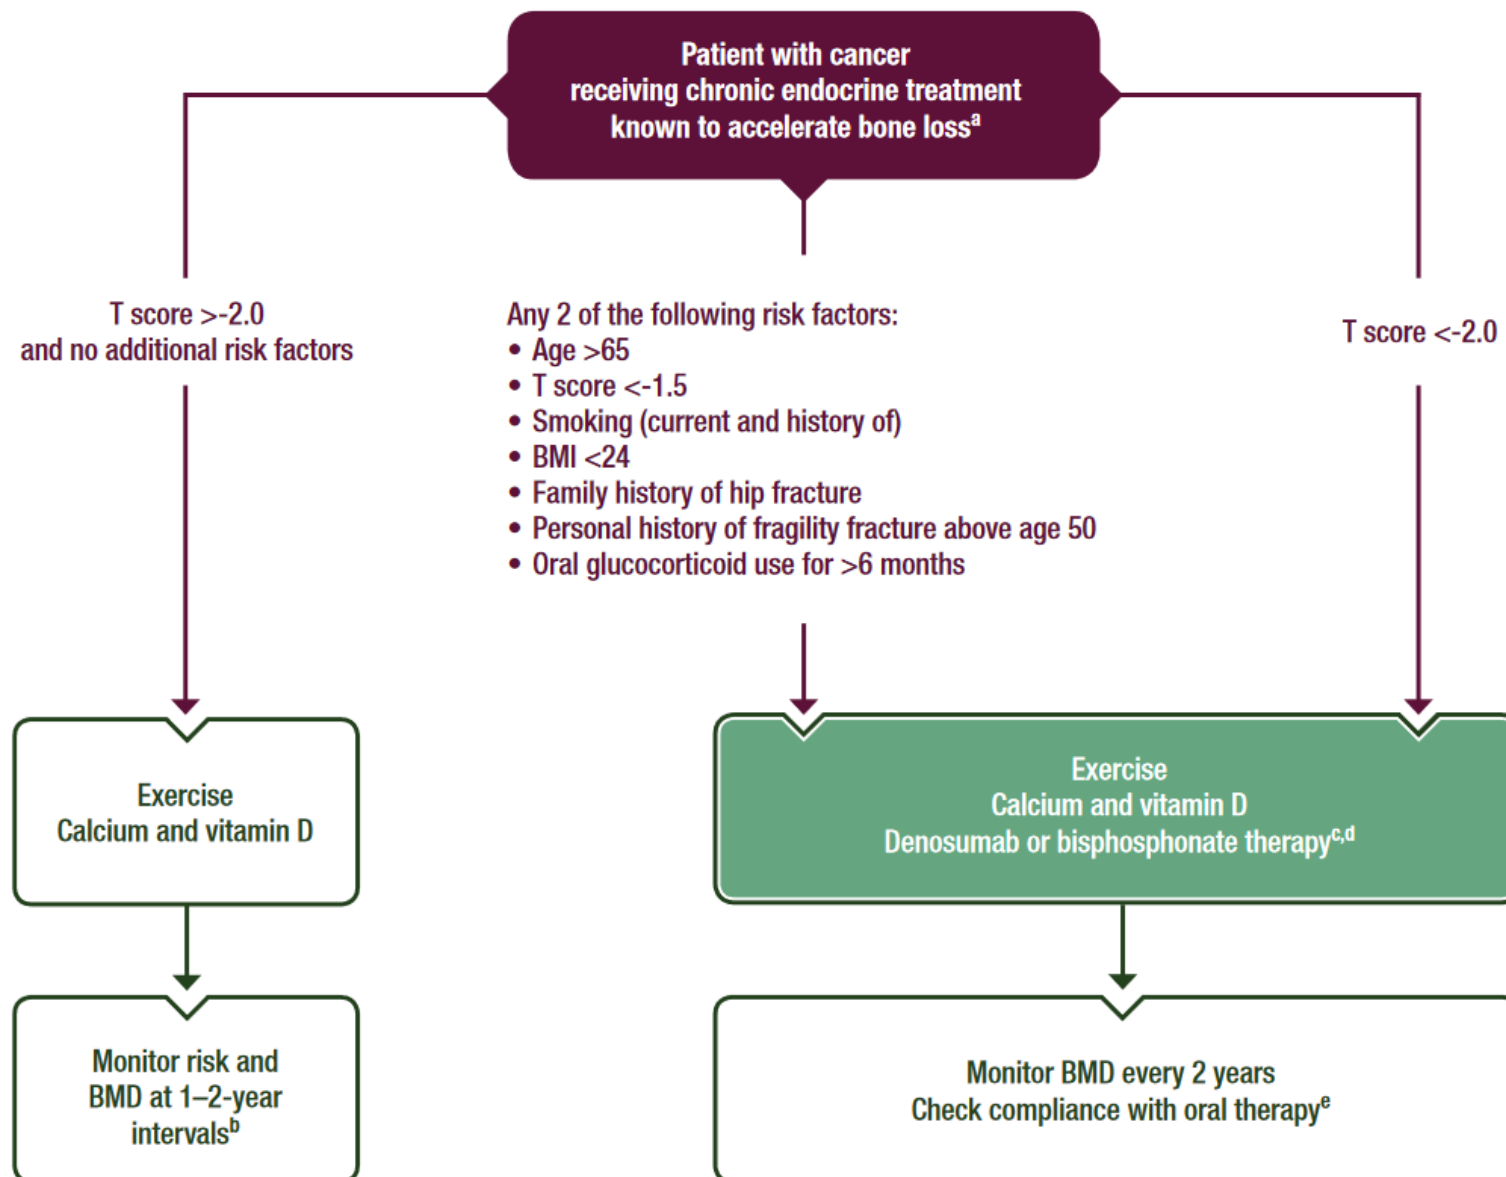 Patient with cancer
receiving chronic endocrine treatment
known to accelerate bone lossᵃ
T score >-2.0
and no additional risk factors
Any 2 of the following risk factors:
• Age >65
• T score <-1.5
• Smoking (current and history of)
• BMI <24
• Family history of hip fracture
• Personal history of fragility fracture above age 50
• Oral glucocorticoid use for >6 months
T score <-2.0
Exercise
Calcium and vitamin D
Exercise
Calcium and vitamin D
Denosumab or bisphosphonate therapyᶜ,ᵈ
Monitor risk and
BMD at 1–2-year
intervalsᵇ
Monitor BMD every 2 years
Check compliance with oral therapyᵉ